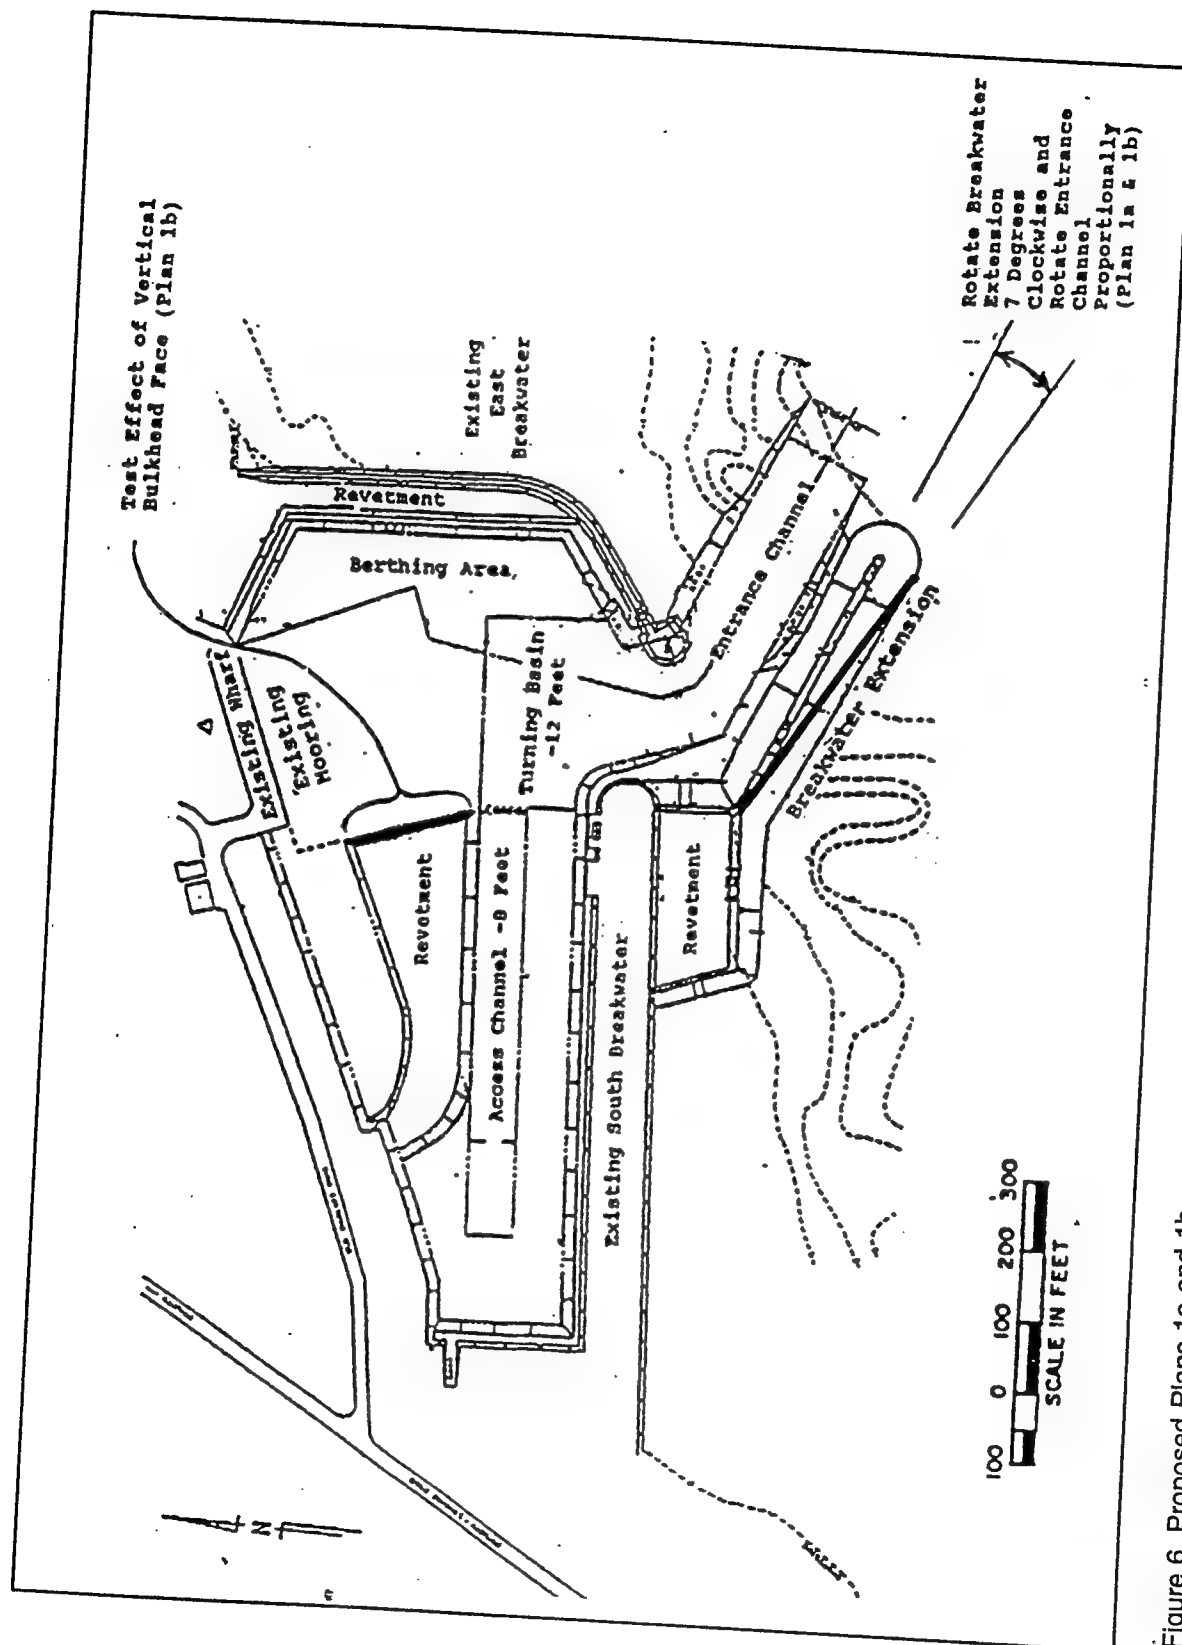 Test Effect of Vertical
Bulkhead Face (Plan 1b)
Existing
East
Breakwater
Revetment
Berthing Area
Existing Wharf
Existing
Mooring
Turning Basin
-12 Feet
Entrance Channel
Rotate Breakwater
Extension
7 Degrees
Clockwise and
Rotate Entrance
Channel
Proportionally
(Plan 1a & 1b)
Breakwater Extension
Revetment
Access Channel -8 Feet
Revetment
Existing South Breakwater
N
100 0 100 200 300
SCALE IN FEET
Figure 6. Proposed Plans 1a and 1b